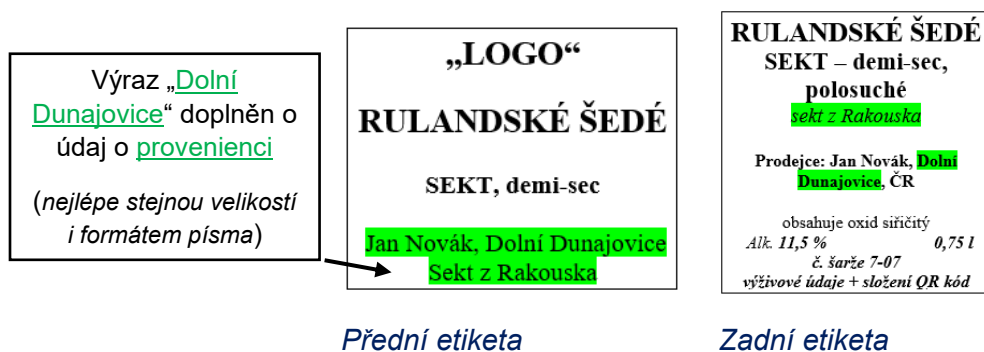 Výraz „Dolní
Dunajovice“ doplněn o
údaj o provenienci
(nejlépe stejnou velikostí
i formátem písma)
„LOGO“
RULANDSKÉ ŠEDÉ
SEKT, demi-sec
Jan Novák, Dolní Dunajovice
Sekt z Rakouska
Přední etiketa
RULANDSKÉ ŠEDÉ
SEKT – demi-sec,
polosuché
sekt z Rakouska
Prodejce: Jan Novák, Dolní
Dunajovice, ČR
obsahuje oxid siřičitý
Alk. 11,5 % 0,75 l
č. šarže 7-07
výživové údaje + složení QR kód
Zadní etiketa